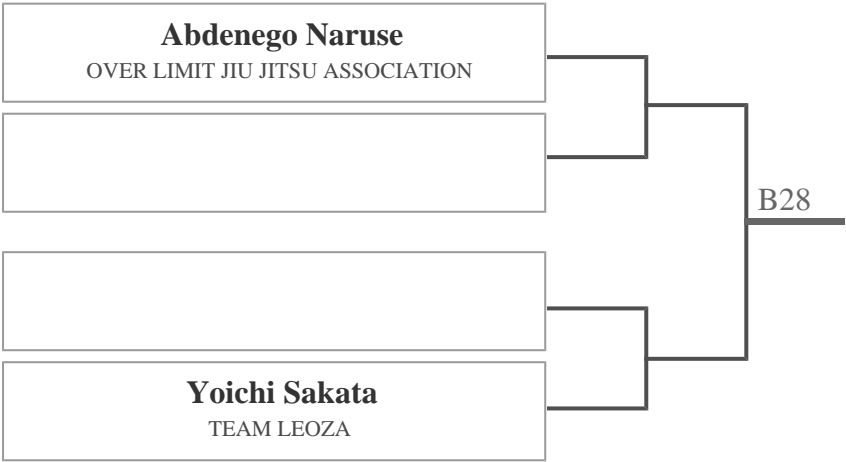 Abdenego Naruse
OVER LIMIT JIU JITSU ASSOCIATION
B28
Yoichi Sakata
TEAM LEOZA